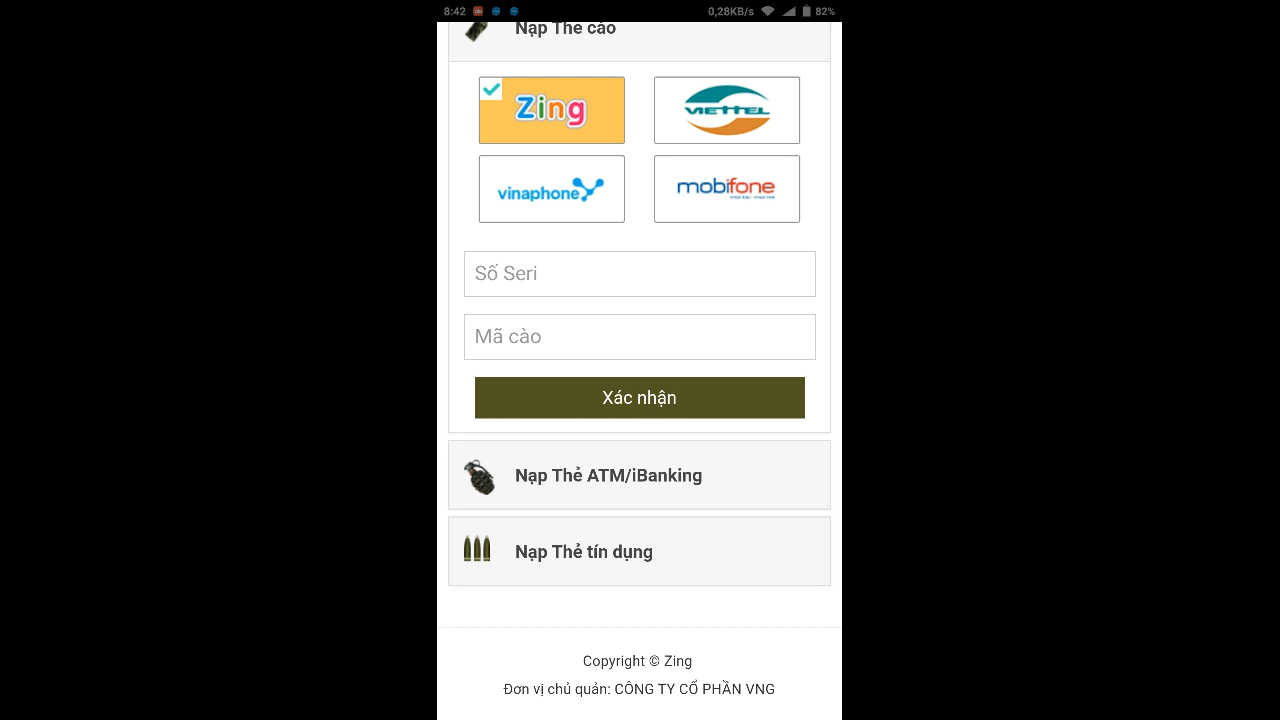 8:42 0,28KB/s 82%
Nạp Thẻ cào
Zing
VIETTEL
vinaphone
mobifone
Số Seri
Mã cào
Xác nhận
Nạp Thẻ ATM/iBanking
Nạp Thẻ tín dụng
Copyright © Zing
Đơn vị chủ quản: CÔNG TY CỔ PHẦN VNG